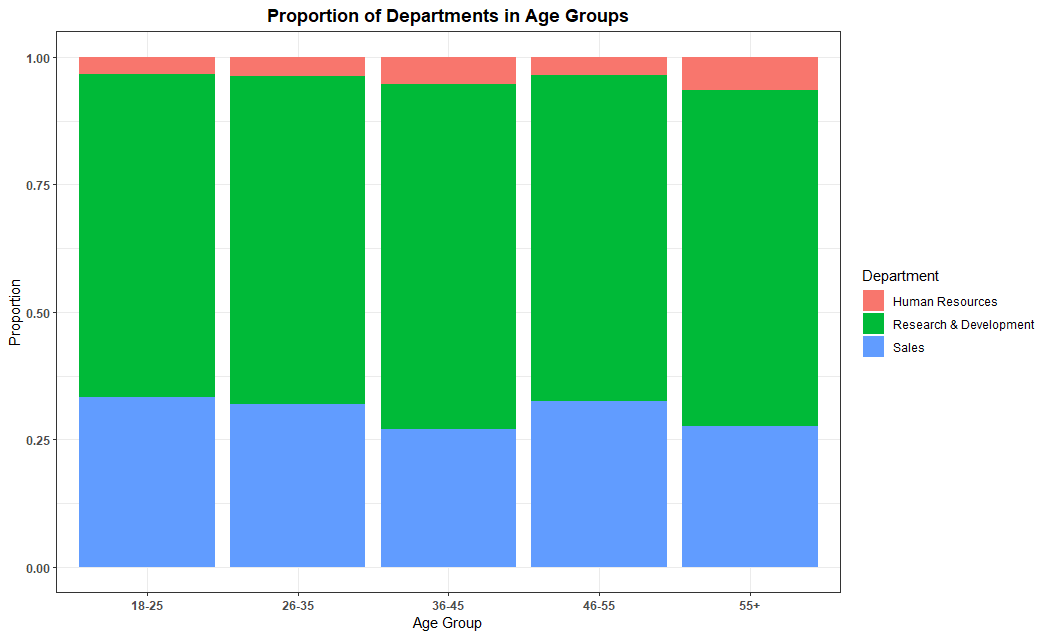 Proportion of Departments in Age Groups
1.00
0.75
0.50
0.25
0.00
Proportion
18-25 26-35 36-45 46-55 55+
Age Group
Department
Human Resources
Research & Development
Sales